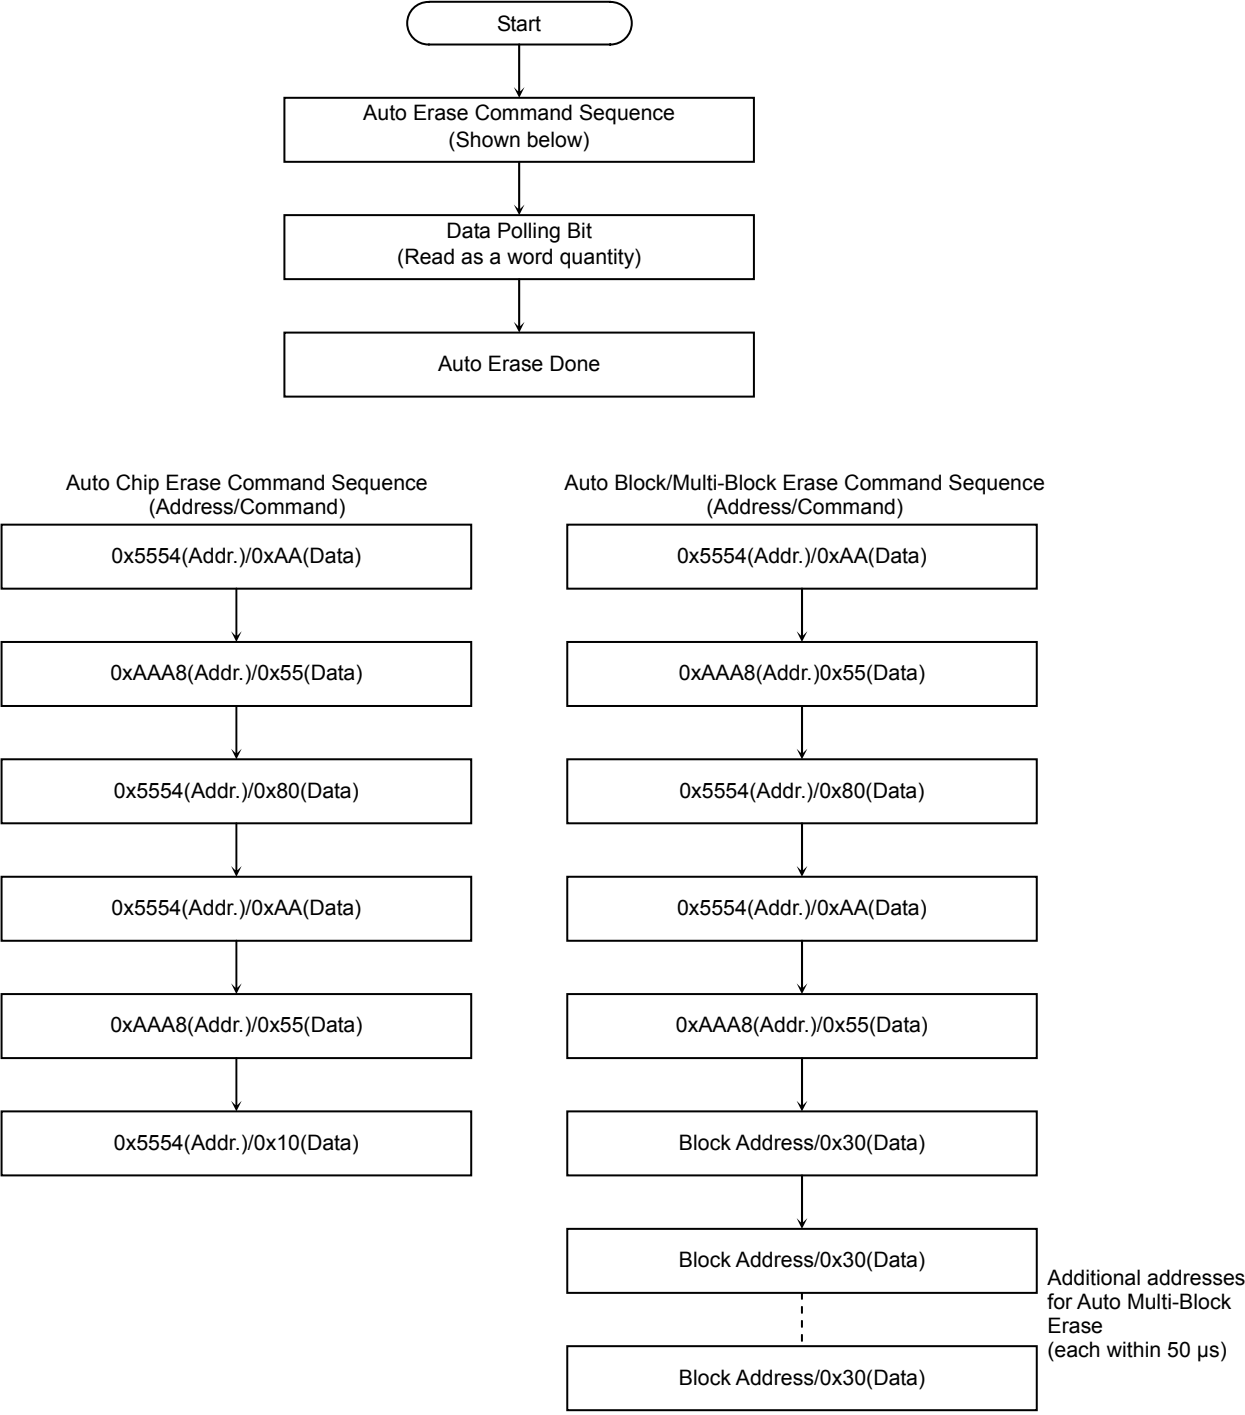 Start
Auto Erase Command Sequence
(Shown below)
Data Polling Bit
(Read as a word quantity)
Auto Erase Done
Auto Chip Erase Command Sequence
(Address/Command)
0x5554(Addr.)/0xAA(Data)
0xAAA8(Addr.)/0x55(Data)
0x5554(Addr.)/0x80(Data)
0x5554(Addr.)/0xAA(Data)
0xAAA8(Addr.)/0x55(Data)
0x5554(Addr.)/0x10(Data)
Auto Block/Multi-Block Erase Command Sequence
(Address/Command)
0x5554(Addr.)/0xAA(Data)
0xAAA8(Addr.)0x55(Data)
0x5554(Addr.)/0x80(Data)
0x5554(Addr.)/0xAA(Data)
0xAAA8(Addr.)/0x55(Data)
Block Address/0x30(Data)
Block Address/0x30(Data)
Block Address/0x30(Data)
Additional addresses
for Auto Multi-Block
Erase
(each within 50 µs)